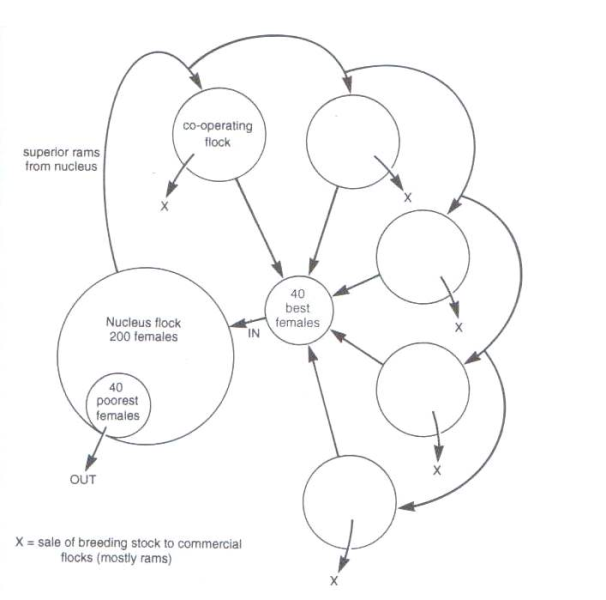 co-operating
flock
superior rams
from nucleus
X
X
40
best
females
X
IN
Nucleus flock
200 females
40
poorest
females
OUT
X
X = sale of breeding stock to commercial
flocks (mostly rams)
X